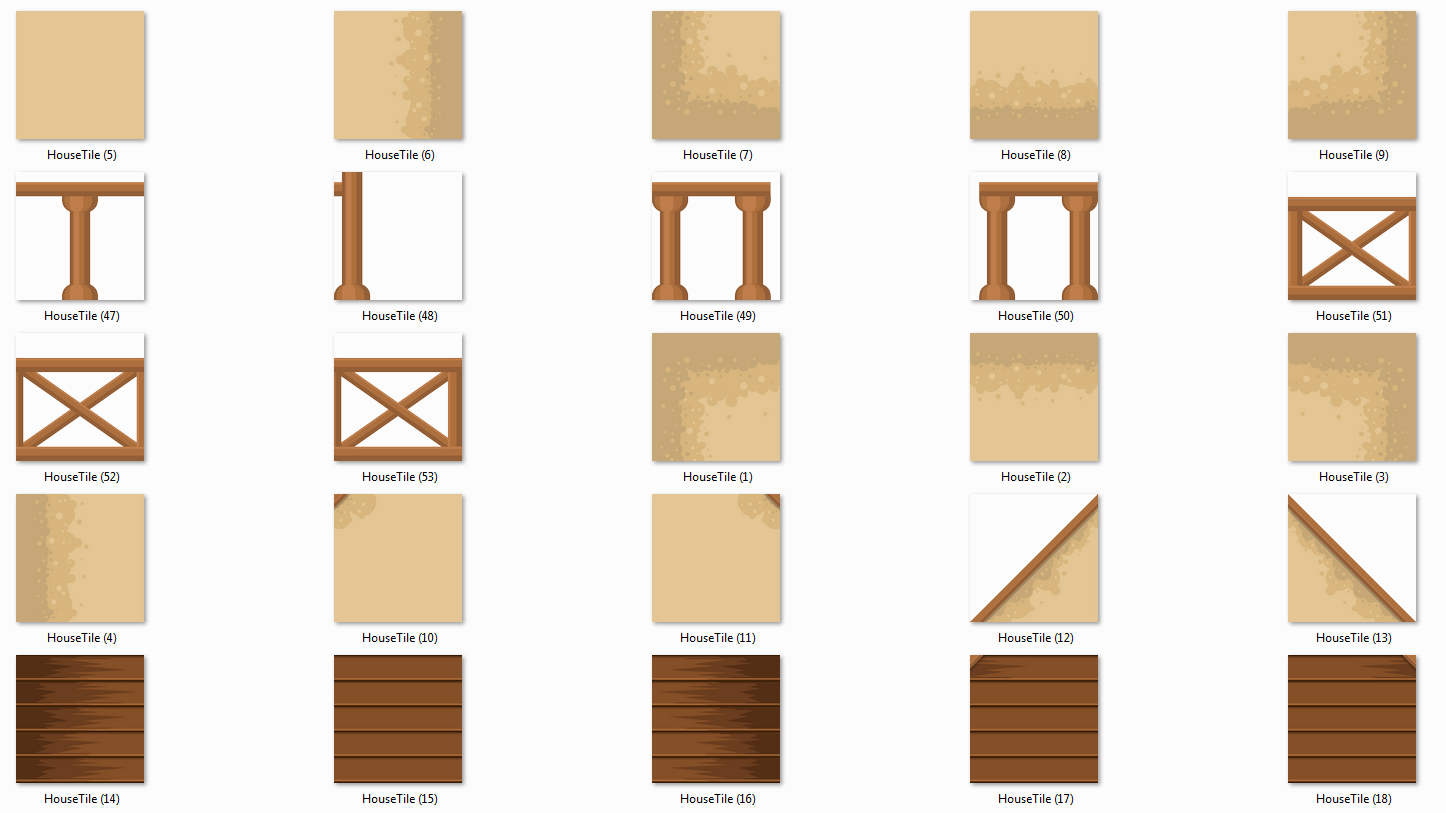 HouseTile (5)
HouseTile (6)
HouseTile (7)
HouseTile (8)
HouseTile (9)
HouseTile (47)
HouseTile (48)
HouseTile (49)
HouseTile (50)
HouseTile (51)
HouseTile (52)
HouseTile (53)
HouseTile (1)
HouseTile (2)
HouseTile (3)
HouseTile (4)
HouseTile (10)
HouseTile (11)
HouseTile (12)
HouseTile (13)
HouseTile (14)
HouseTile (15)
HouseTile (16)
HouseTile (17)
HouseTile (18)